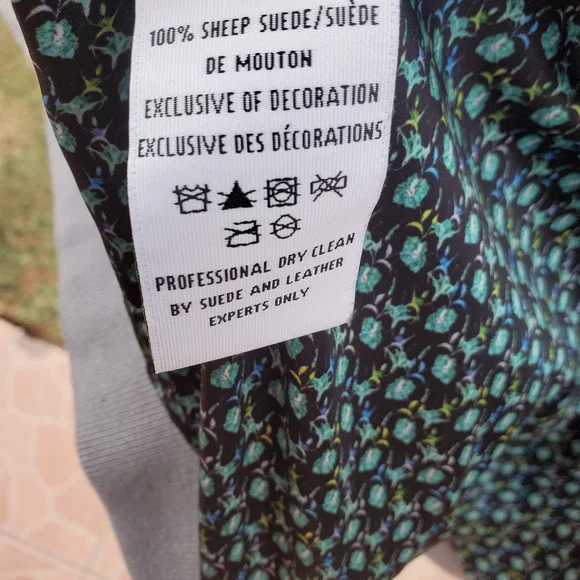 100% SHEEP SUEDE/SUÈDE
DE MOUTON
EXCLUSIVE OF DECORATION
EXCLUSIVE DES DÉCORATIONS
PROFESSIONAL DRY CLEAN
BY SUEDE AND LEATHER
EXPERTS ONLY